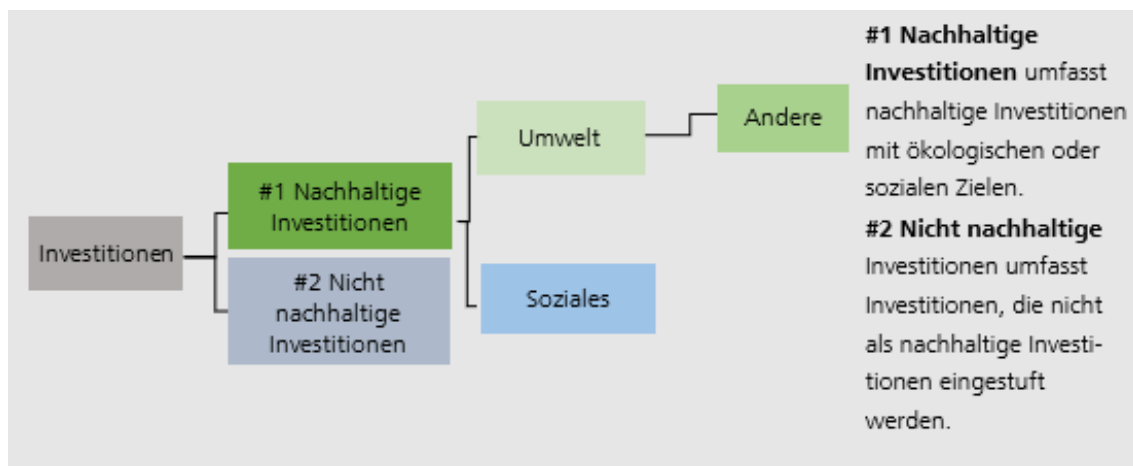 Investitionen
#1 Nachhaltige
Investitionen
#2 Nicht
nachhaltige
Investitionen
Umwelt
Soziales
Andere
#1 Nachhaltige
Investitionen umfasst
nachhaltige Investitionen
mit ökologischen oder
sozialen Zielen.
#2 Nicht nachhaltige
Investitionen umfasst
Investitionen, die nicht
als nachhaltige Investi-
tionen eingestuft
werden.